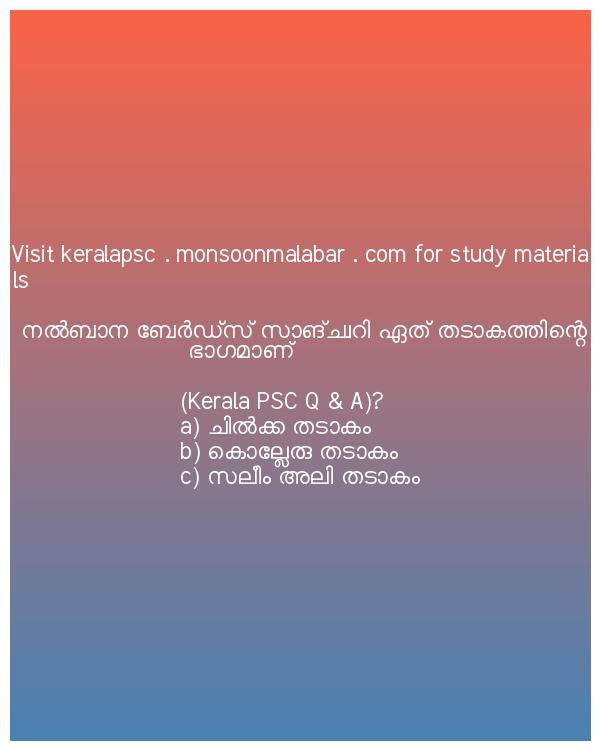 Visit keralapsc . monsoonmalabar . com for study materia
ls
നൽബാന ബേർഡ്സ് സാങ്ച്വറി ഏത് തടാകത്തിന്റെ
ഭാഗമാണ്
(Kerala PSC Q & A)?
a) ചിൽക്ക തടാകം
b) കൊല്ലേരു തടാകം
c) സലീം അലി തടാകം